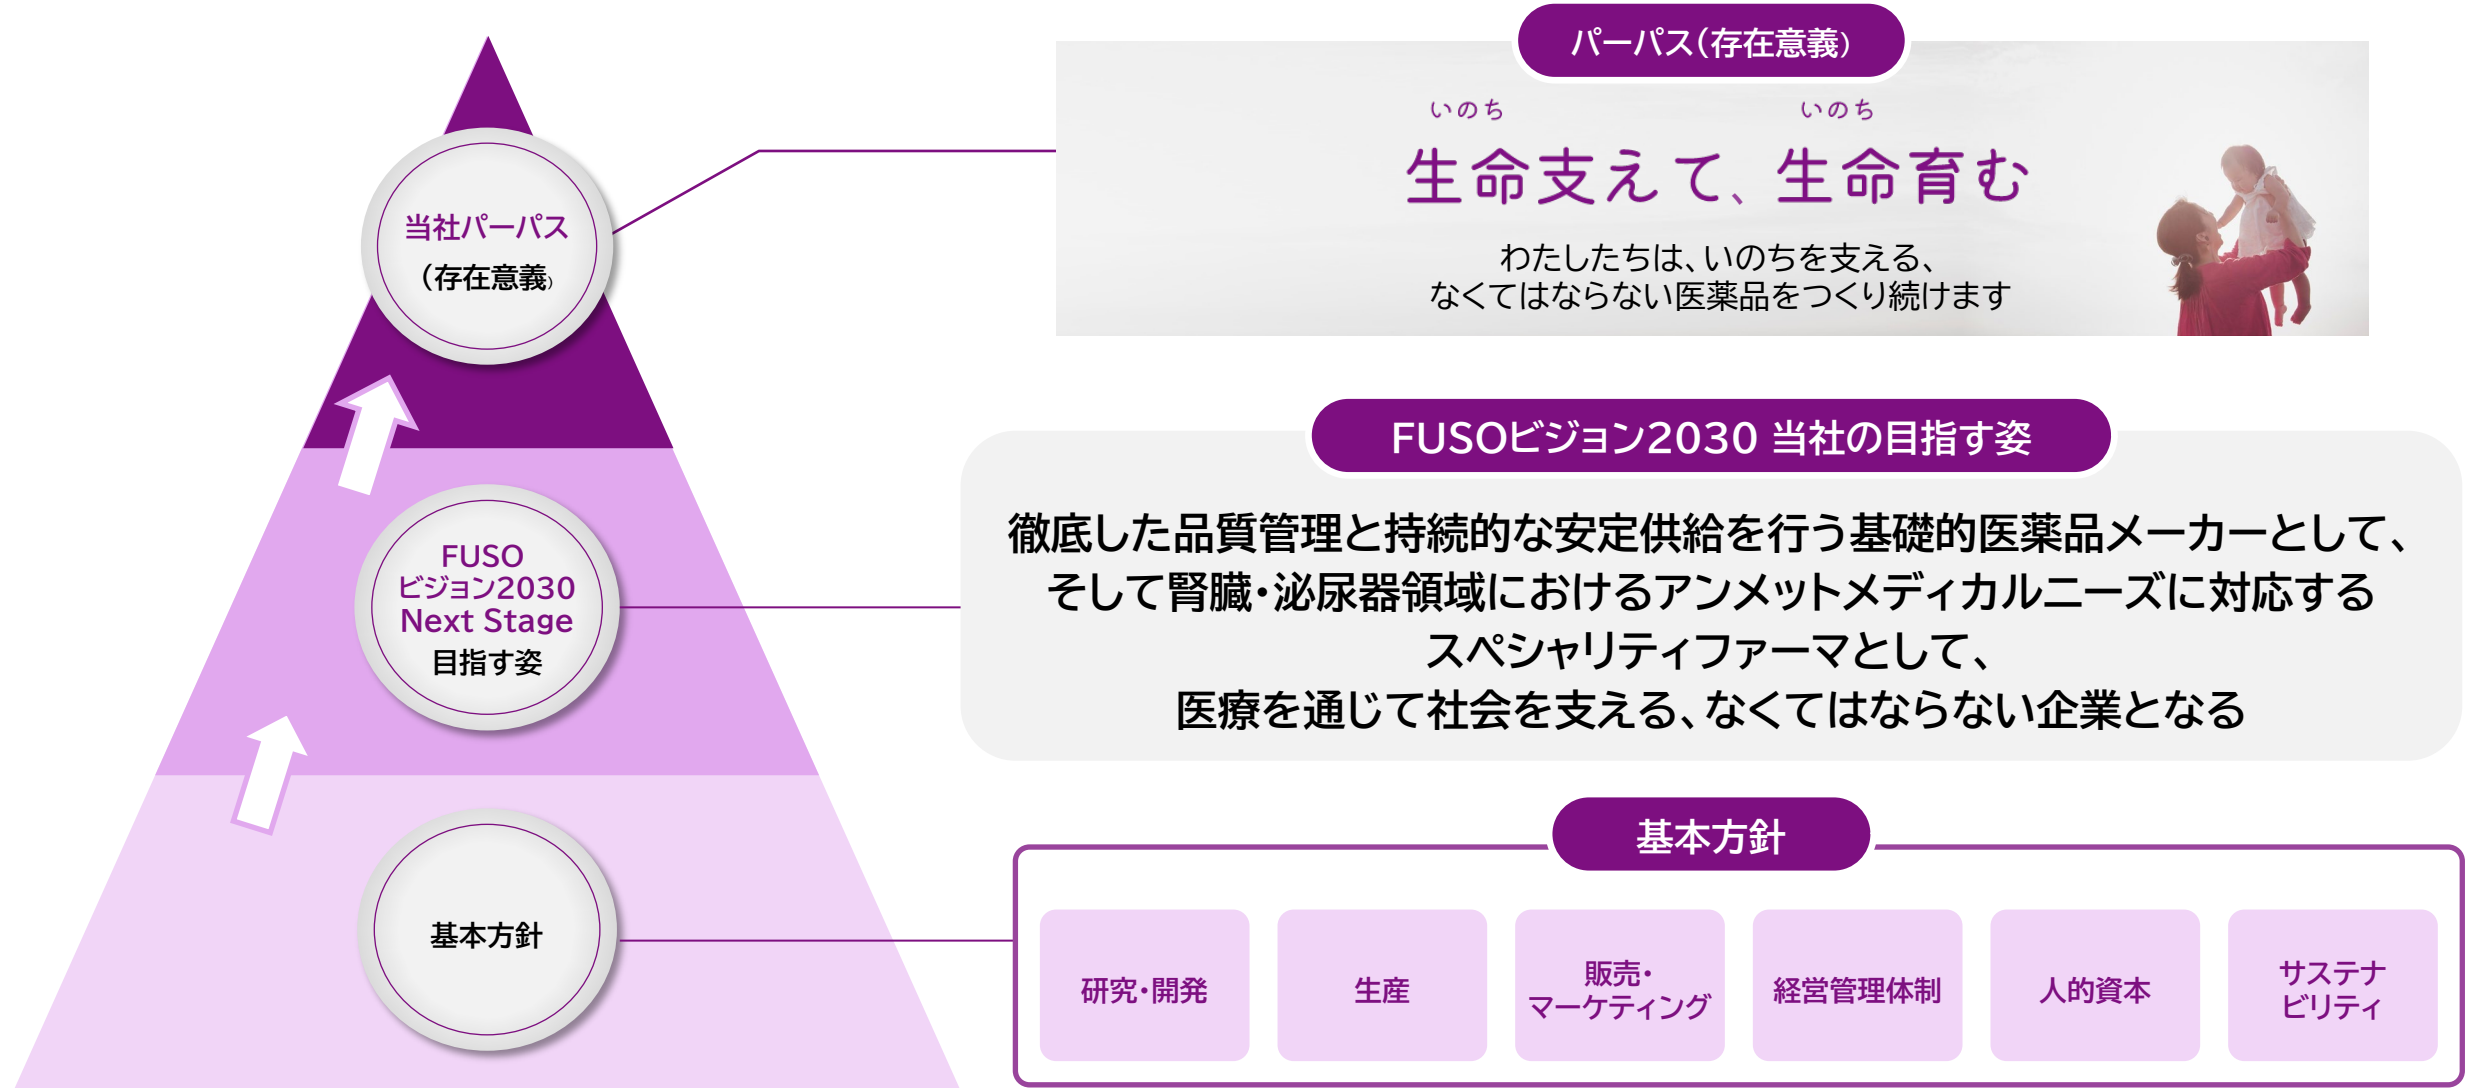 当社パーパス
(存在意義)
FUSO
ビジョン2030
Next Stage
目指す姿
基本方針
パーパス(存在意義)
いのち いのち
生命支えて、生命育む
わたしたちは、いのちを支える、
なくてはならない医薬品をつくり続けます
FUSOビジョン2030 当社の目指す姿
徹底した品質管理と持続的な安定供給を行う基礎的医薬品メーカーとして、
そして腎臓・泌尿器領域におけるアンメットメディカルニーズに対応する
スペシャリティファーマとして、
医療を通じて社会を支える、なくてはならない企業となる
基本方針
研究・開発
生産
販売・
マーケティング
経営管理体制
人的資本
サステナ
ビリティ